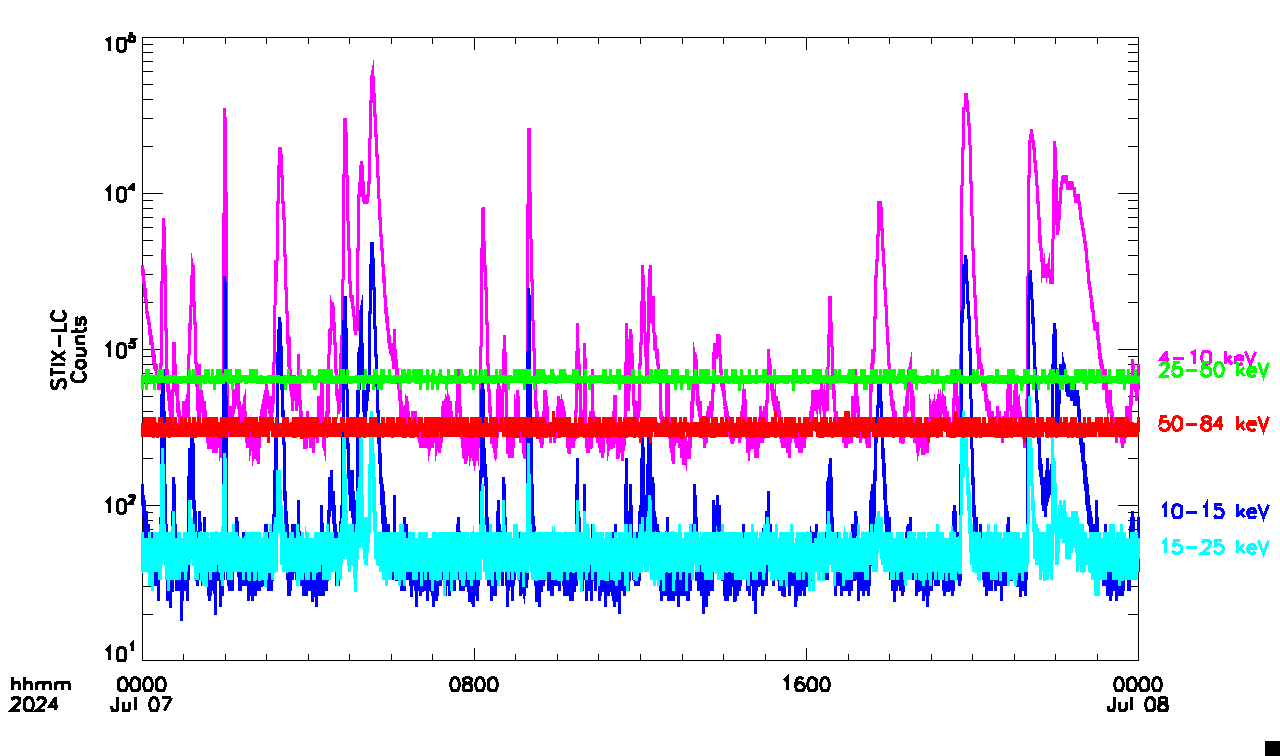 10^6
10^4
10^3
10^2
10^1
STIX-LC
Counts
4-10 keV
25-50 keV
50-84 keV
10-15 keV
15-25 keV
hhmm 0000 0800 1600 0000
2024 Jul 07 Jul 08